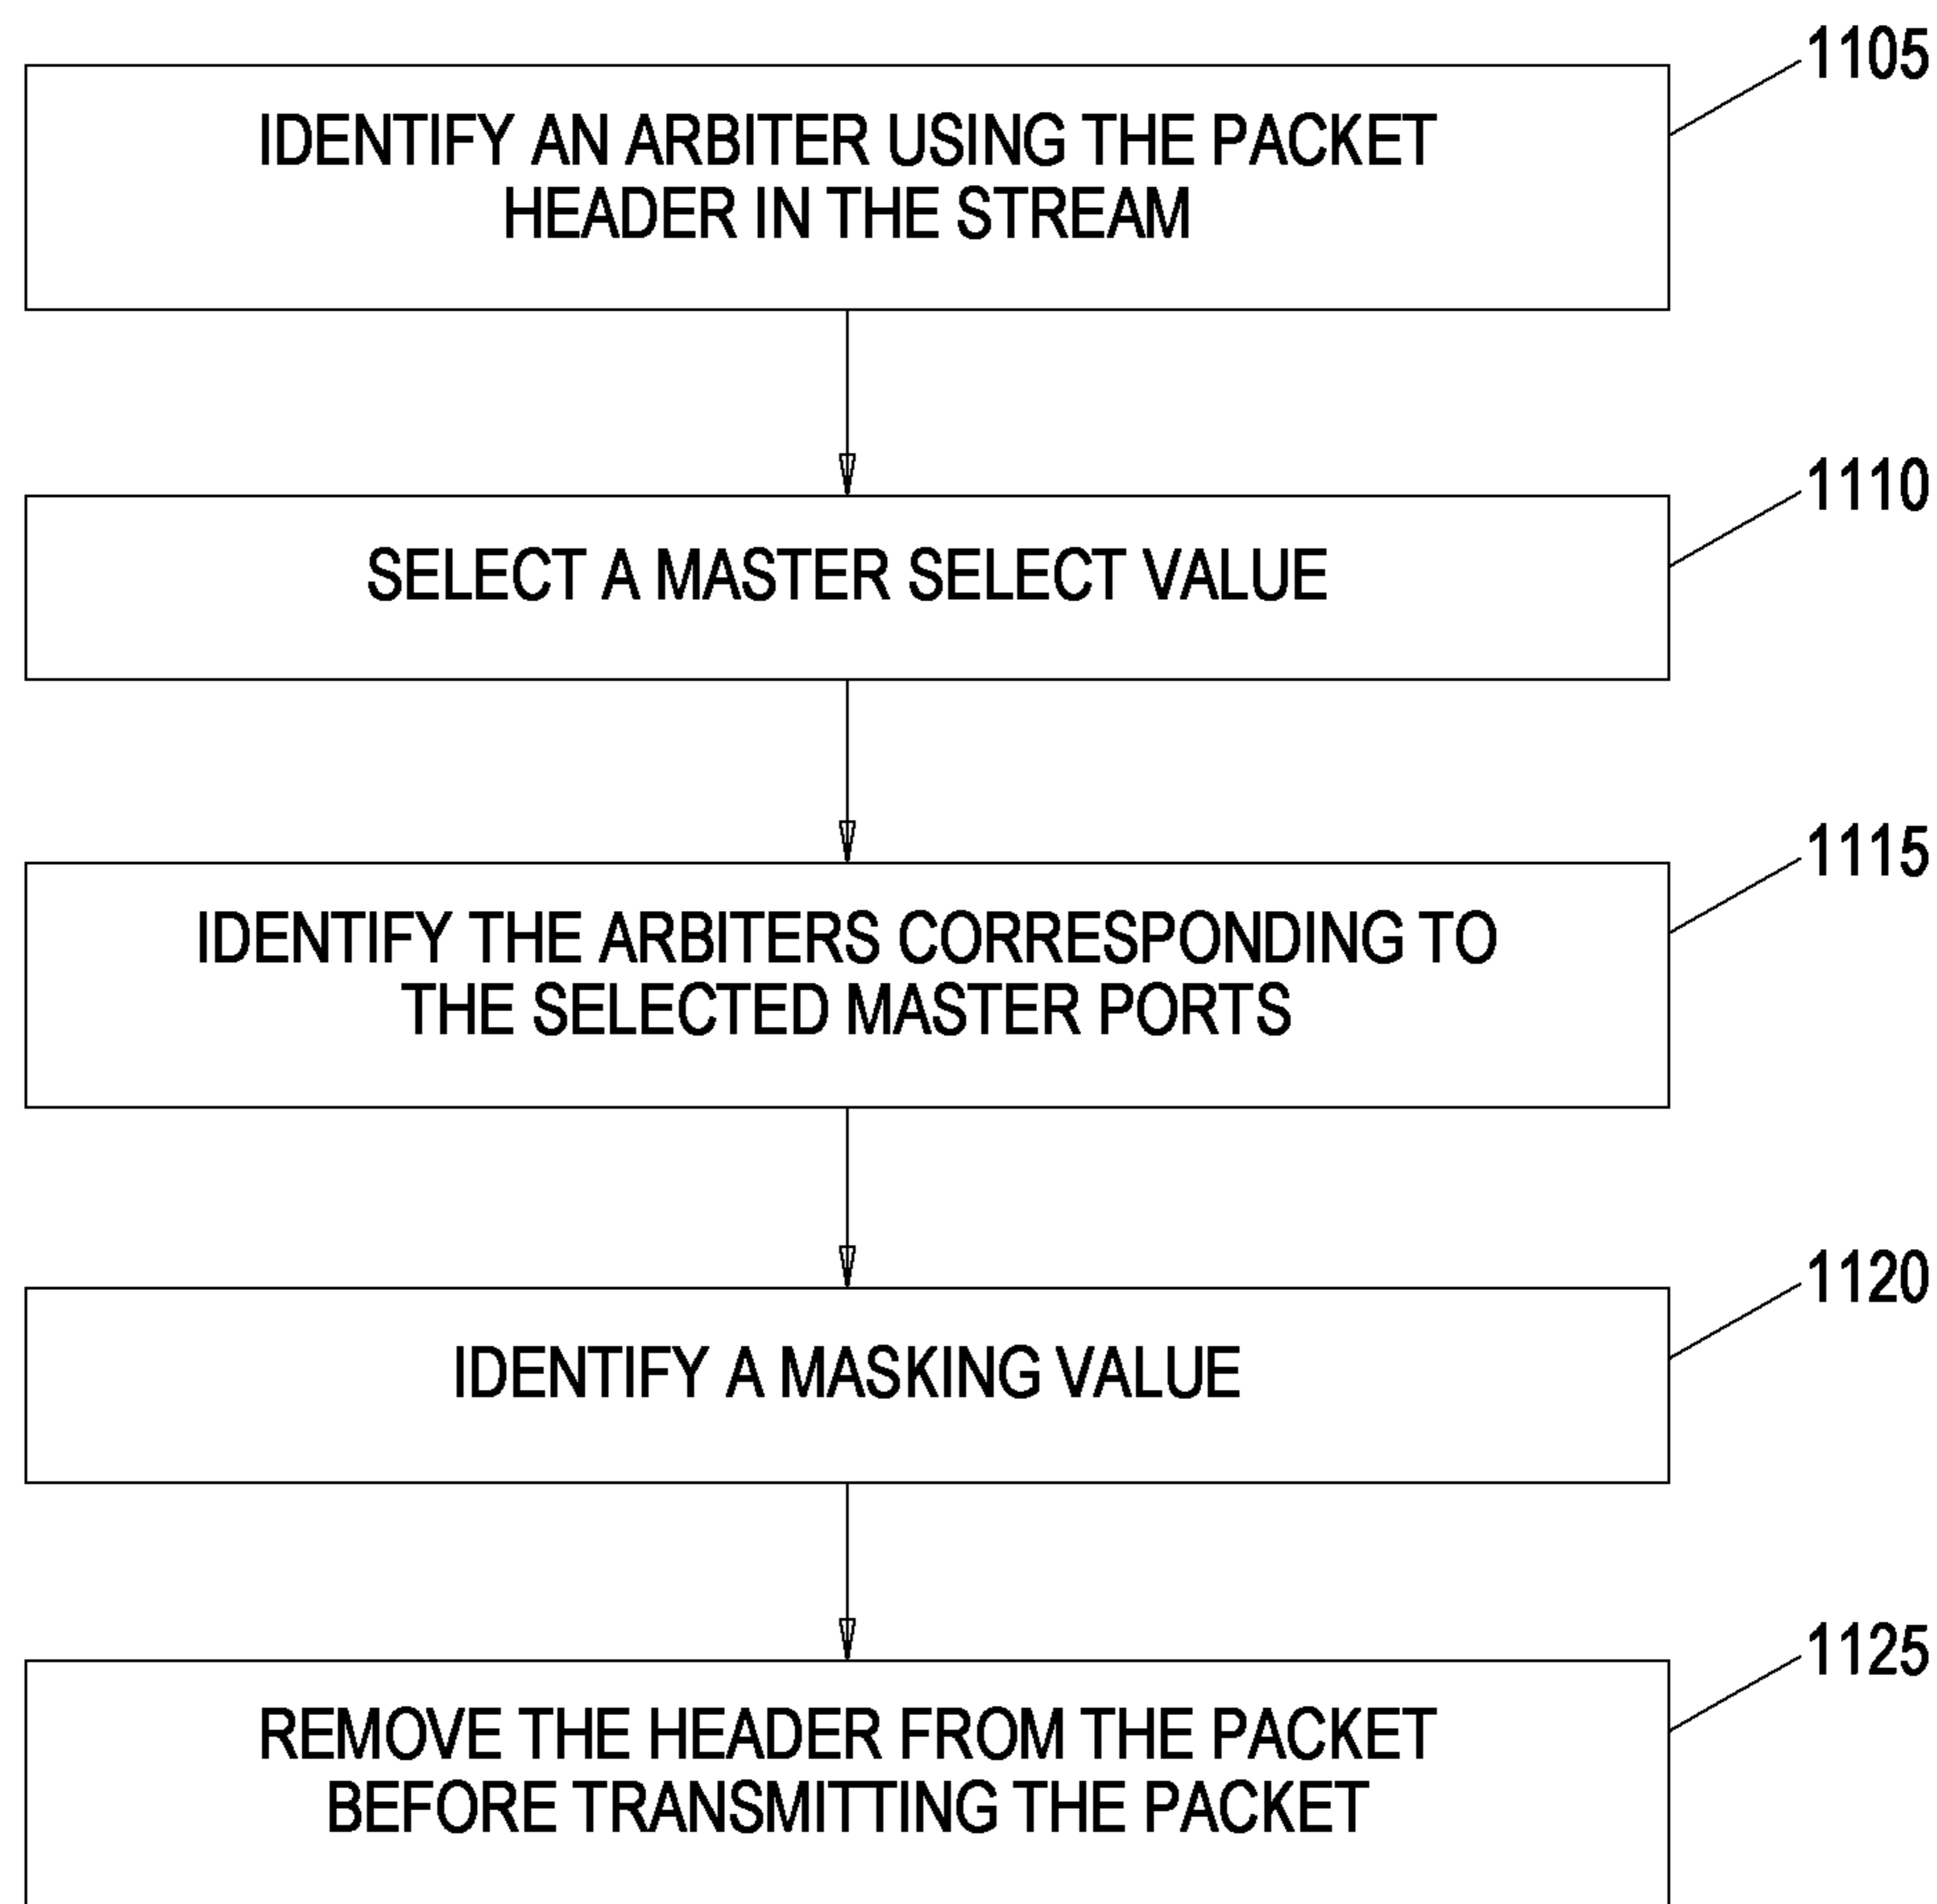 1105
IDENTIFY AN ARBITER USING THE PACKET
HEADER IN THE STREAM
1110
SELECT A MASTER SELECT VALUE
1115
IDENTIFY THE ARBITERS CORRESPONDING TO
THE SELECTED MASTER PORTS
1120
IDENTIFY A MASKING VALUE
1125
REMOVE THE HEADER FROM THE PACKET
BEFORE TRANSMITTING THE PACKET